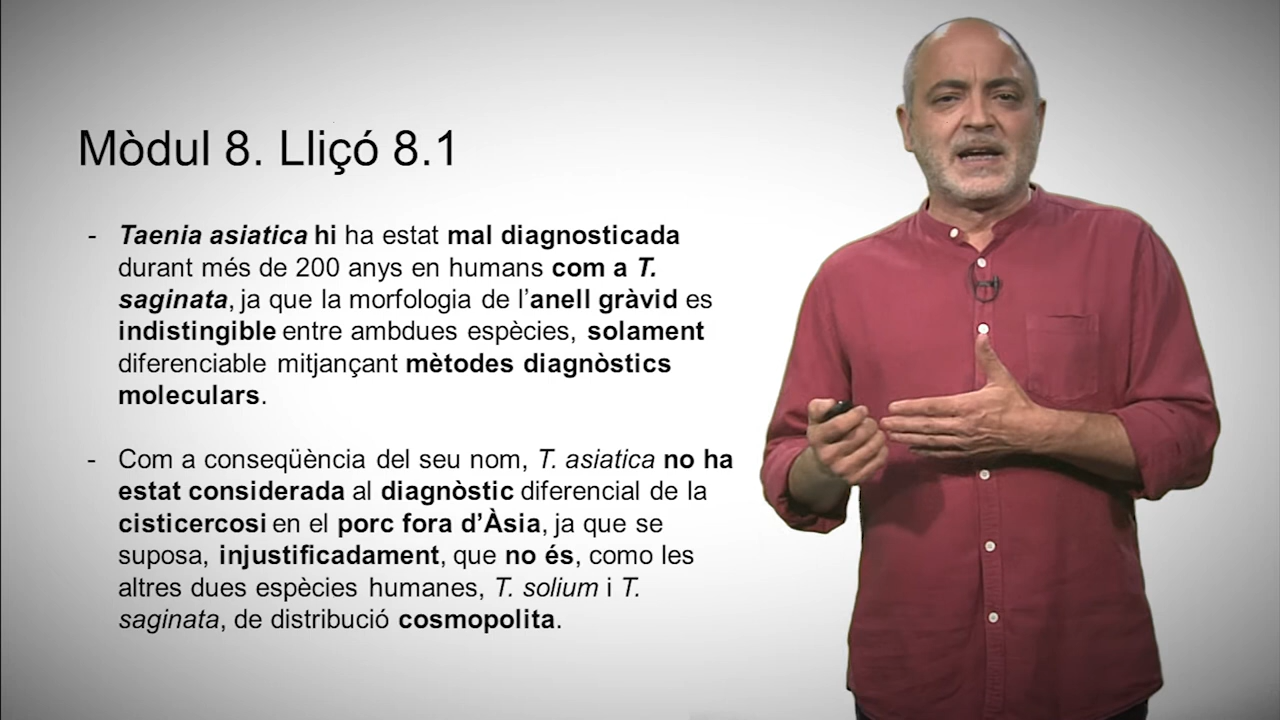 Mòdul 8. Lliçó 8.1
- Taenia asiatica hi ha estat mal diagnosticada
durant més de 200 anys en humans com a T.
saginata, ja que la morfologia de l’anell gràvid es
indistingible entre ambdues espècies, solament
diferenciable mitjançant mètodes diagnòstics
moleculars.
- Com a conseqüència del seu nom, T. asiatica no ha
estat considerada al diagnòstic diferencial de la
cisticercosi en el porc fora d’Àsia, ja que se
suposa, injustificadament, que no és, como les
altres dues espècies humanes, T. solium i T.
saginata, de distribució cosmopolita.